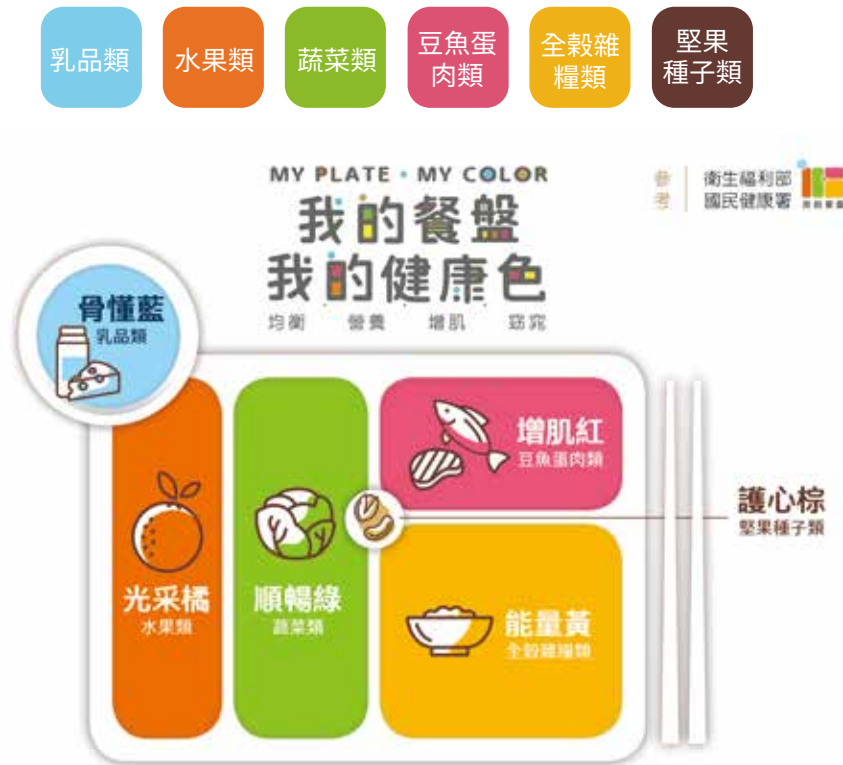 乳品類
水果類
蔬菜類
豆魚蛋
肉類
全穀雜
糧類
堅果
種子類
MY PLATE · MY COLOR
我的餐盤
我的健康色
均衡 營養 增肌 窈窕
參考
衛生福利部
國民健康署
骨懂藍
乳品類
光采橘
水果類
順暢綠
蔬菜類
增肌紅
豆魚蛋肉類
能量黃
全穀雜糧類
護心棕
堅果種子類